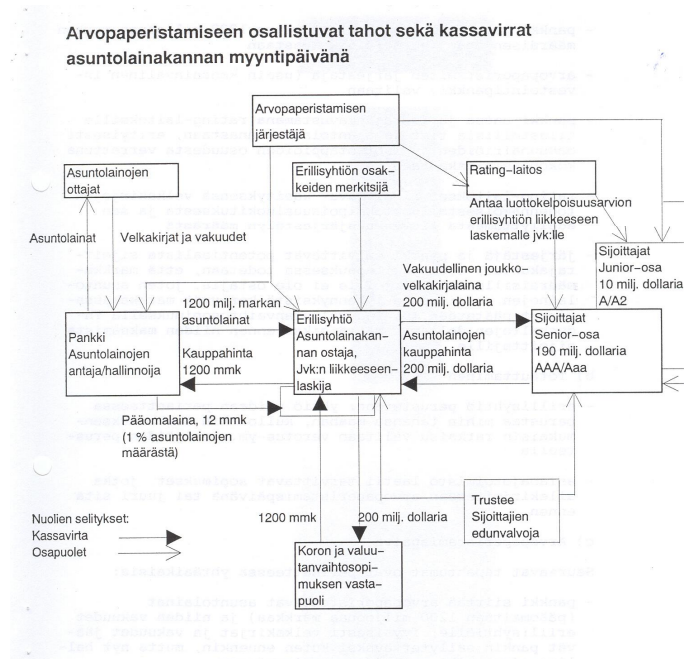 Arvopaperistamiseen osallistuvat tahot sekä kassavirrat
asuntolainakannan myyntipäivänä
Arvopaperistamisen
järjestäjä
Asuntolainojen
ottajat
Erillisyhtiön osak-
keiden merkitsijä
Rating–laitos
Antaa luottokelpoisuusarvion
erillisyhtiön liikkeeseen
laskemalle jvk:lle
Asuntolainat
Velkakirjat ja vakuudet
Sijoittajat
Junior–osa
10 milj. dollaria
A/A2
Vakuudellinen joukko-
velkakirjalaina
200 milj. dollaria
1200 milj. markan
asuntolainat
Pankki
Asuntolainojen
antaja/hallinnoija
Kauppahinta
1200 mmk
Erillisyhtiö
Asuntolainakan-
nan ostaja,
Jvk:n liikkeeseen-
laskija
Asuntolainojen
kauppahinta
200 milj. dollaria
Sijoittajat
Senior–osa
190 milj. dollaria
AAA/Aaa
Pääomalaina, 12 mmk
(1 % asuntolainojen
määrästä)
Trustee
Sijoittajien
edunvalvoja
Nuolien selitykset:
Kassavirta
Osapuolet
1200 mmk
200 milj. dollaria
Koron ja valuu-
tanvaihtosopi-
muksen vasta-
puoli